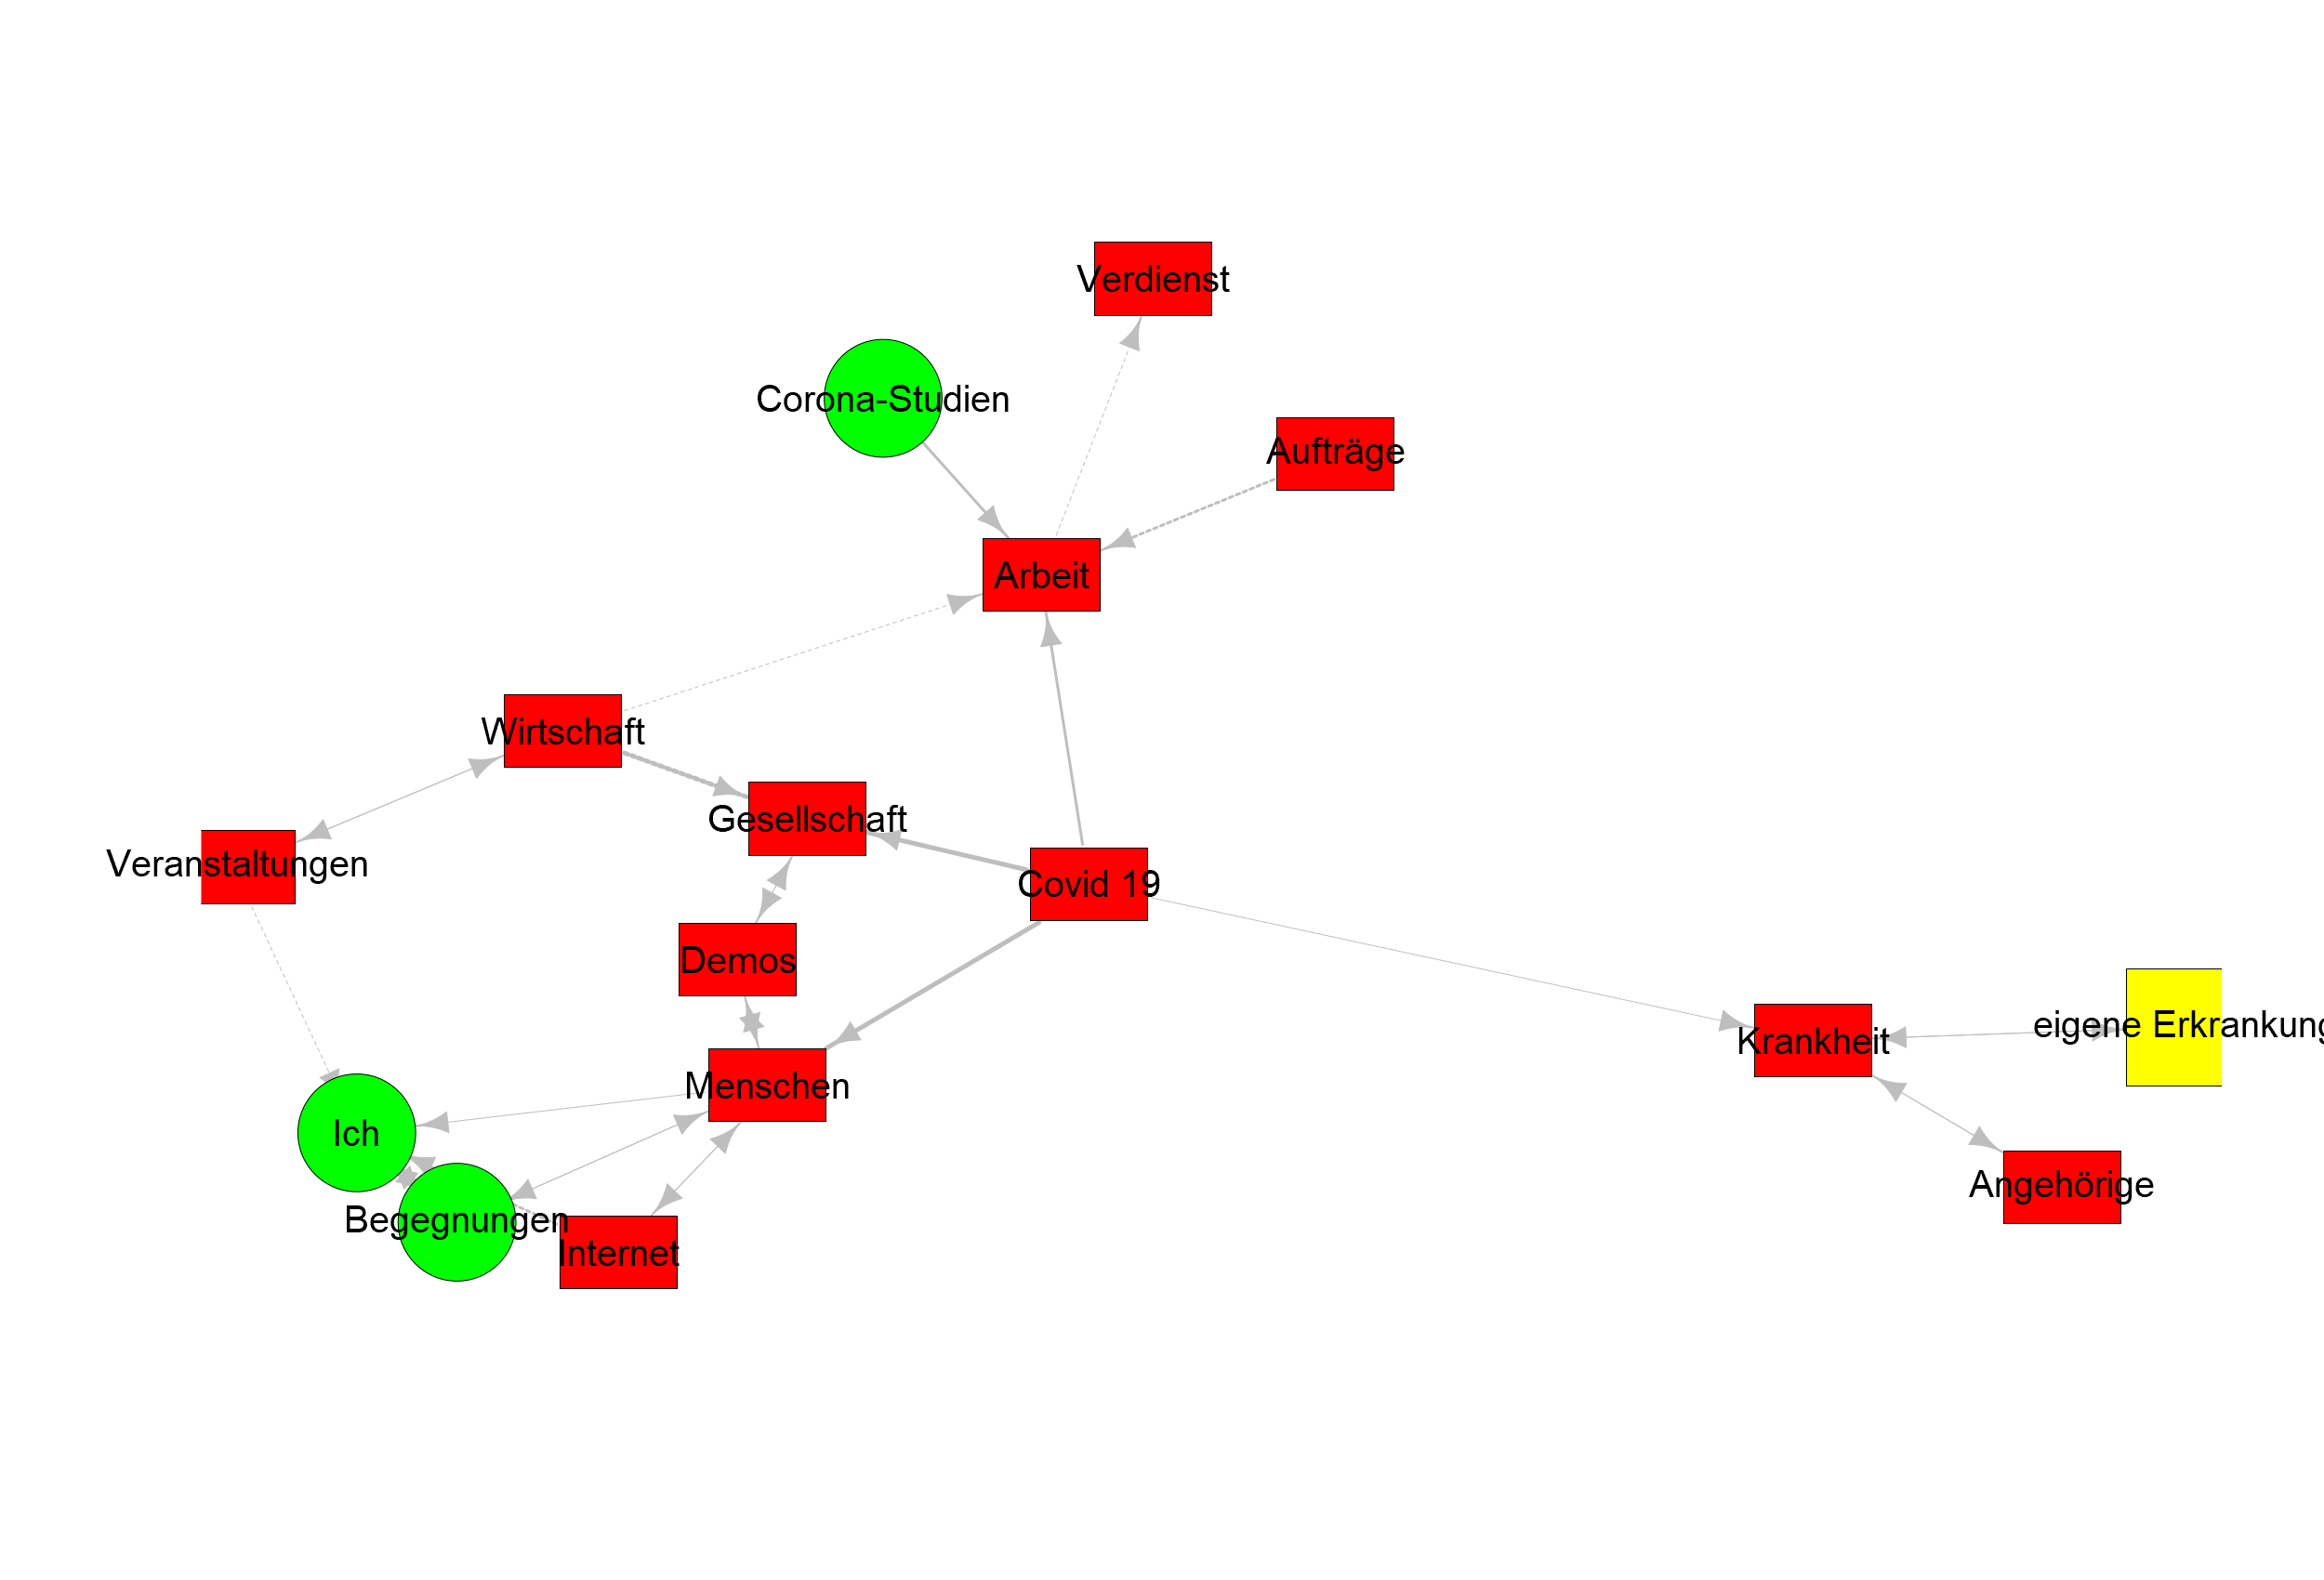 Verdienst
Corona-Studien
Aufträge
Arbeit
Wirtschaft
Gesellschaft
Veranstaltungen
Covid 19
Demos
eigene Erkrankung
Krankheit
Menschen
Ich
Angehörige
Begegnungen
Internet